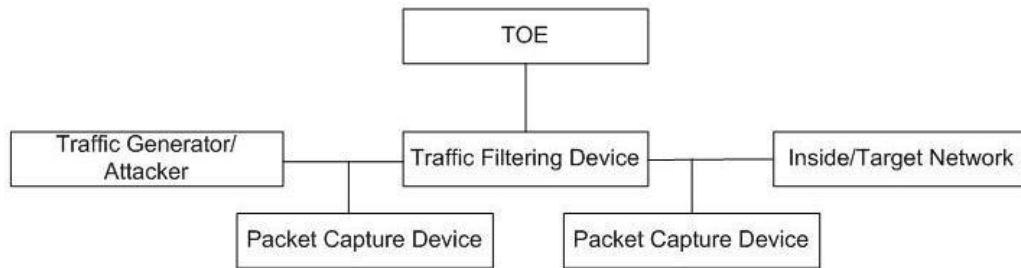 TOE
Traffic Generator/
Attacker
Traffic Filtering Device
Inside/Target Network
Packet Capture Device
Packet Capture Device